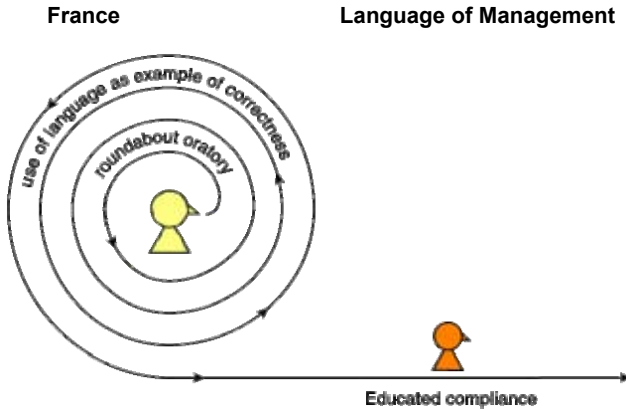 France
Language of Management
use of language as example of correctness
roundabout oratory
Educated compliance